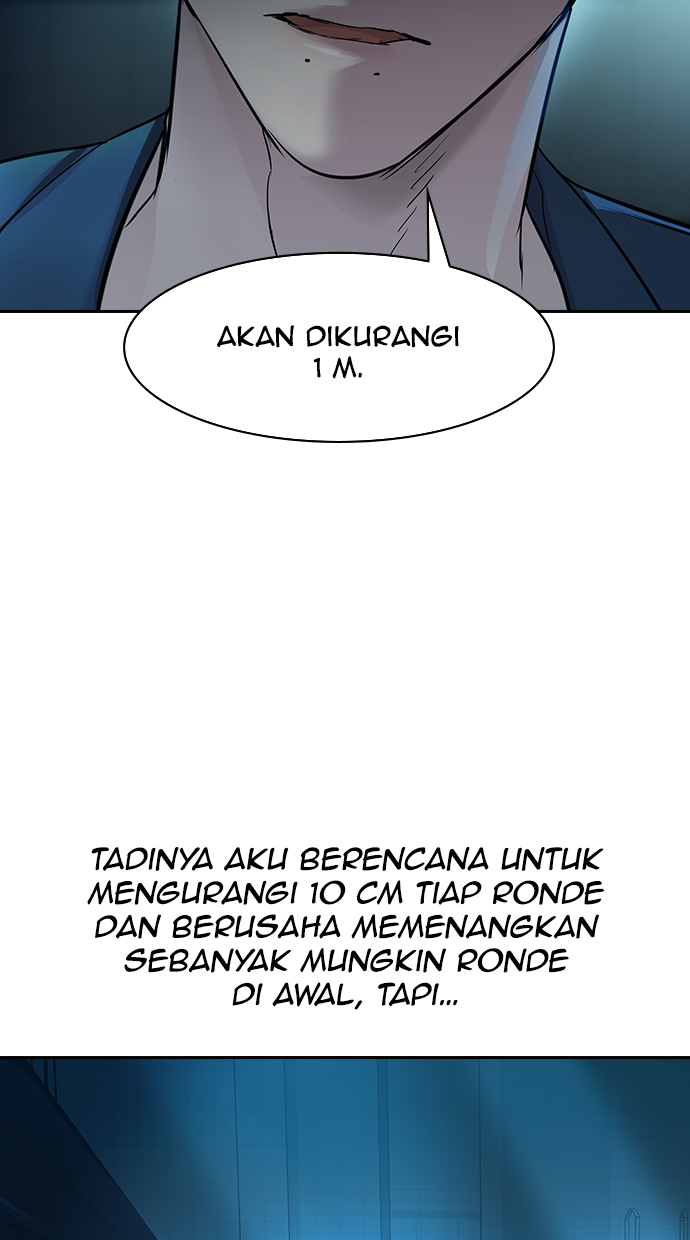 AKAN DIKURANGI
1 M.
TADINYA AKU BERENCANA UNTUK
MENGURANGI 10 CM TIAP RONDE
DAN BERUSAHA MEMENANGKAN
SEBANYAK MUNGKIN RONDE
DI AWAL, TAPI...